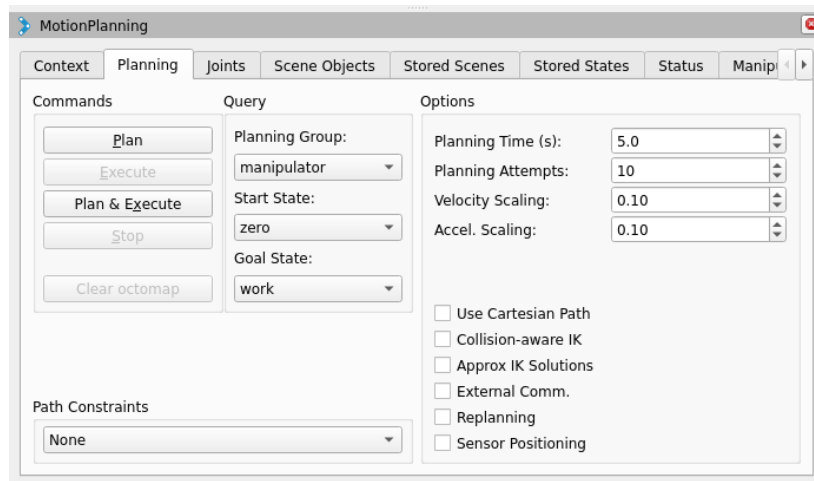 MotionPlanning
Context Planning Joints Scene Objects Stored Scenes Stored States Status Manip
Commands
Plan
Execute
Plan & Execute
Stop
Clear octomap
Query
Planning Group:
manipulator
Start State:
zero
Goal State:
work
Path Constraints
None
Options
Planning Time (s): 5.0
Planning Attempts: 10
Velocity Scaling: 0.10
Accel. Scaling: 0.10
Use Cartesian Path
Collision-aware IK
Approx IK Solutions
External Comm.
Replanning
Sensor Positioning